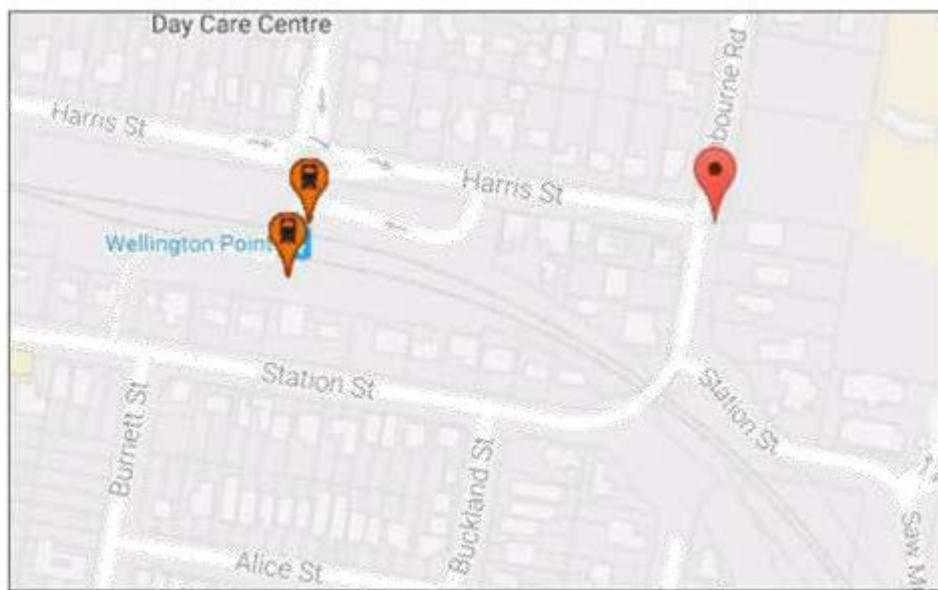 Day Care Centre
Harris St
bourne Rd
Harris St
Wellington Point
Station St
Station St
Burnett St
Buckland St
Alice St
Saw M